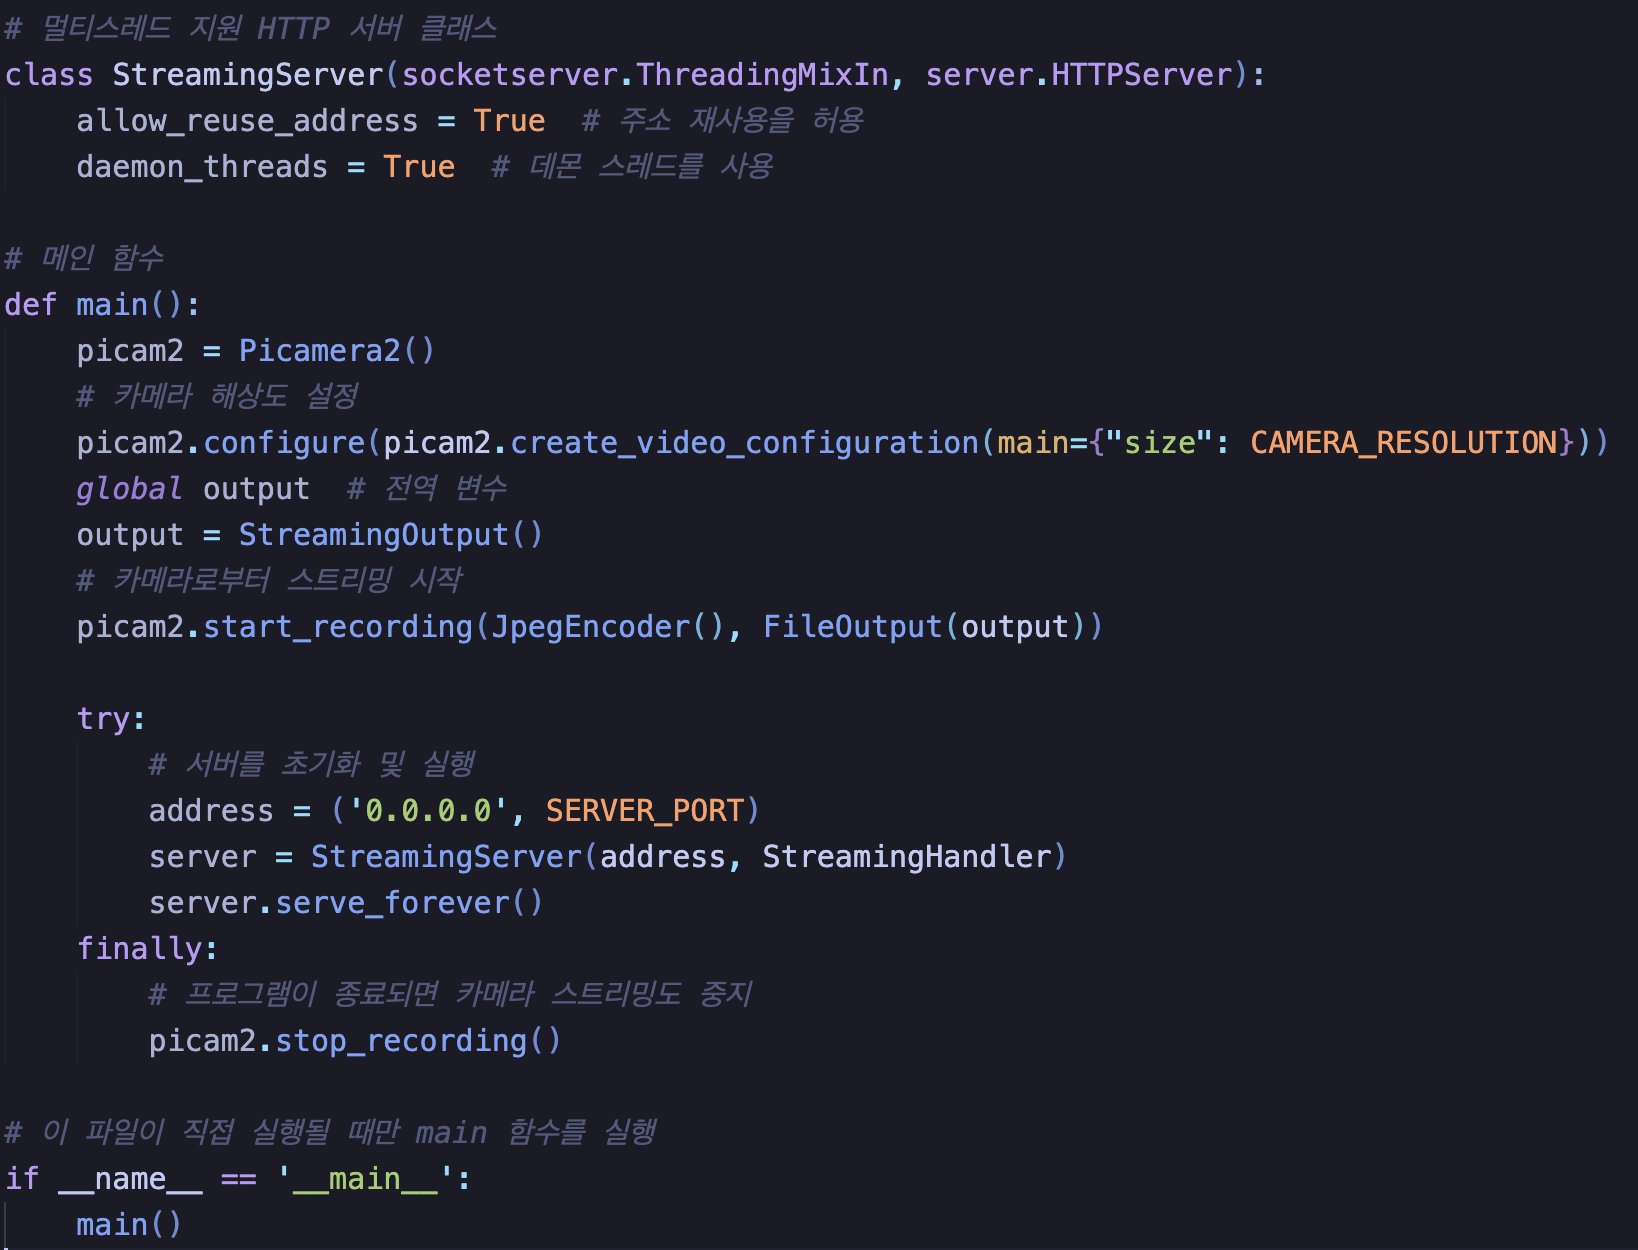 # 멀티스레드 지원 HTTP 서버 클래스
class StreamingServer(socketserver.ThreadingMixIn, server.HTTPServer):
    allow_reuse_address = True  # 주소 재사용을 허용
    daemon_threads = True  # 데몬 스레드를 사용

# 메인 함수
def main():
    picam2 = Picamera2()
    # 카메라 해상도 설정
    picam2.configure(picam2.create_video_configuration(main={"size": CAMERA_RESOLUTION}))
    global output  # 전역 변수
    output = StreamingOutput()
    # 카메라로부터 스트리밍 시작
    picam2.start_recording(JpegEncoder(), FileOutput(output))

    try:
        # 서버를 초기화 및 실행
        address = ('0.0.0.0', SERVER_PORT)
        server = StreamingServer(address, StreamingHandler)
        server.serve_forever()
    finally:
        # 프로그램이 종료되면 카메라 스트리밍도 중지
        picam2.stop_recording()

# 이 파일이 직접 실행될 때만 main 함수를 실행
if __name__ == '__main__':
    main()